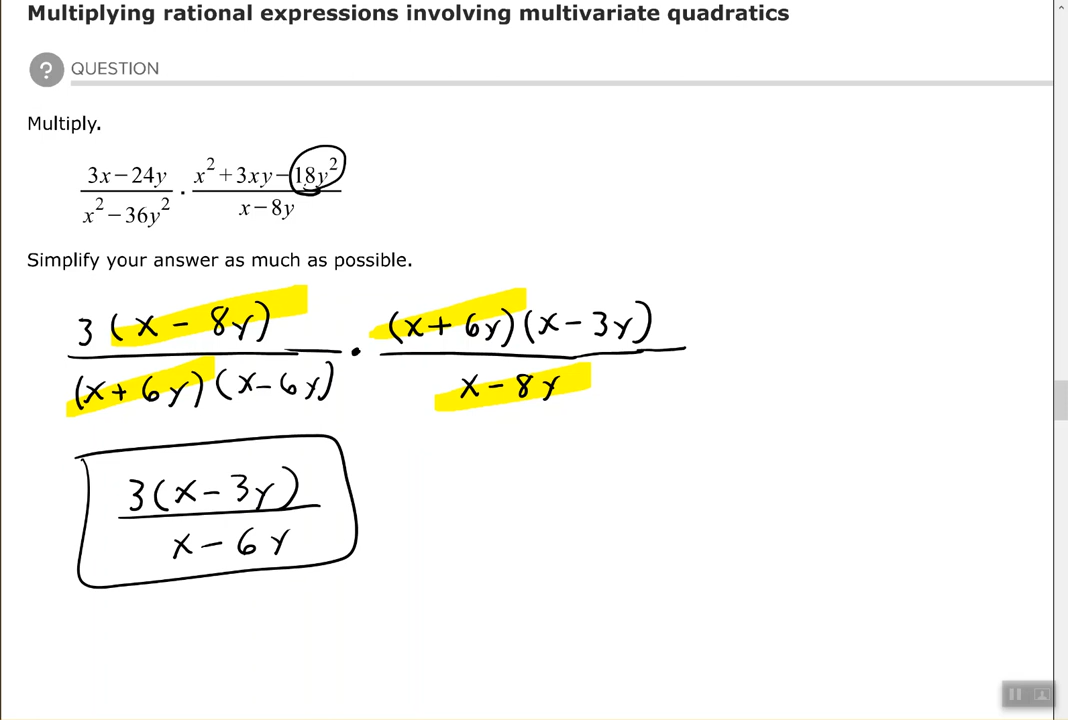 Multiplying rational expressions involving multivariate quadratics
? QUESTION
Multiply.
3x−24y / x²−36y² · x²+3xy−18y² / x−8y
Simplify your answer as much as possible.
3(x−8y) / (x+6y)(x−6y) · (x+6y)(x−3y) / x−8y
3(x−3y) / x−6y